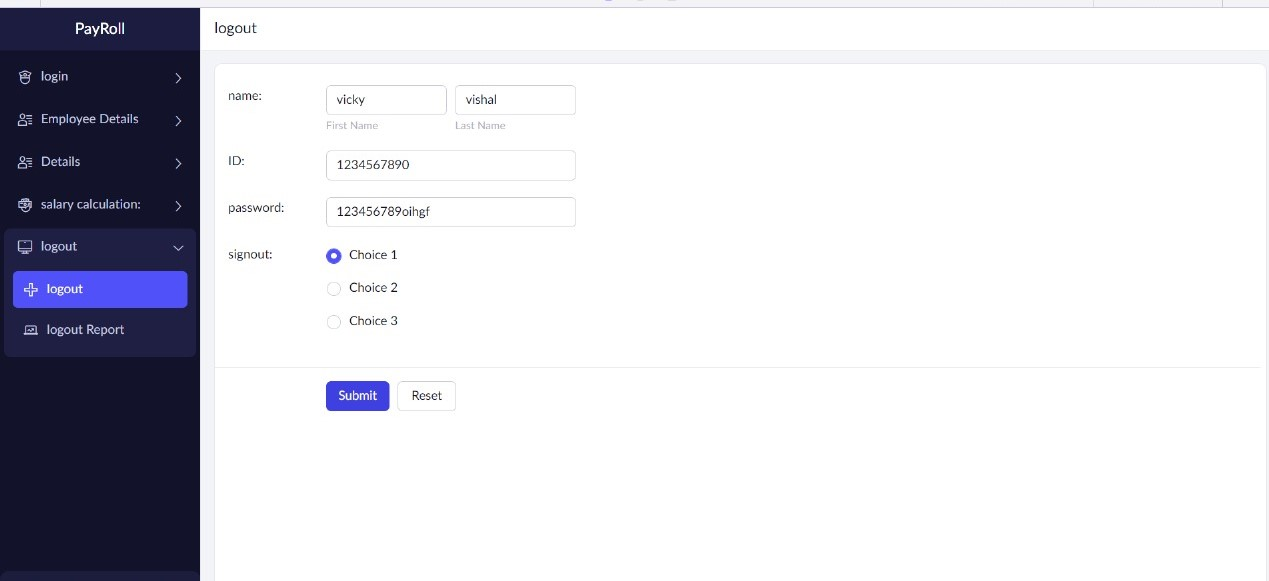 PayRoll
logout
login
Employee Details
Details
salary calculation:
logout
logout
logout Report
name:
vicky vishal
First Name Last Name
ID: 1234567890
password: 123456789oihgf
signout: Choice 1
Choice 2
Choice 3
Submit Reset